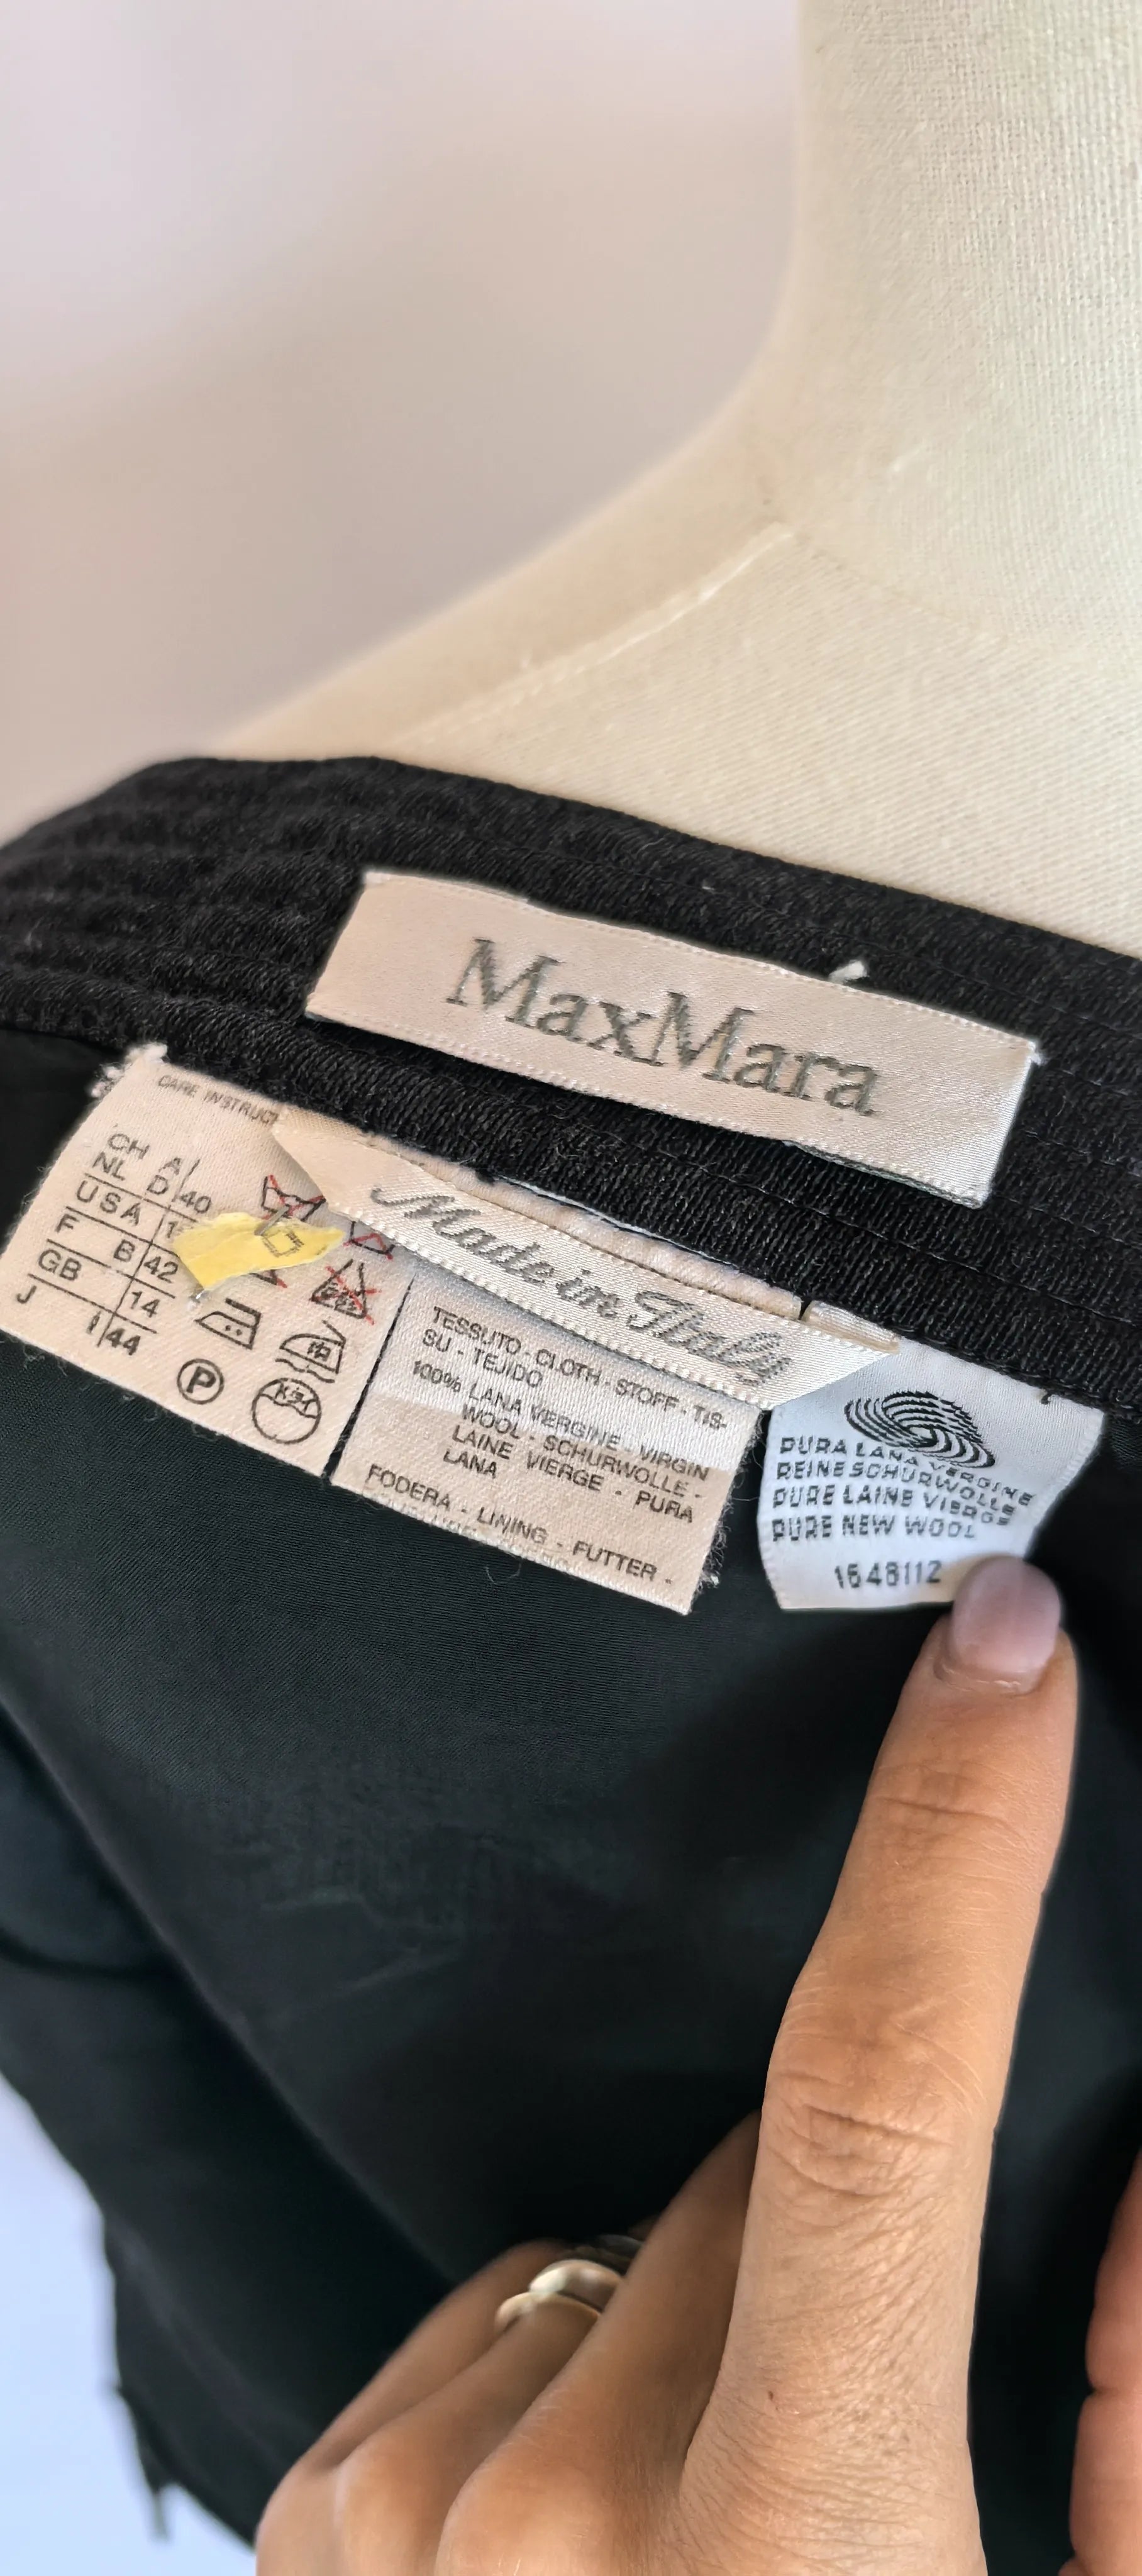 MaxMara
Made in Italy
CARE INSTRUCT
CH A
NL D 40
USA
F B 42
GB 14
J I 44
P
TESSUTO - CLOTH - STOFF - TIS-
SU - TEJIDO
100% LANA VERGINE - VIRGIN
WOOL - SCHURWOLLE -
LAINE VIERGE - PURA
LANA
FODERA - LINING - FUTTER -
PURA LANA VERGINE
REINE SCHURWOLLE
PURE LAINE VIERGE
PURE NEW WOOL
1648112